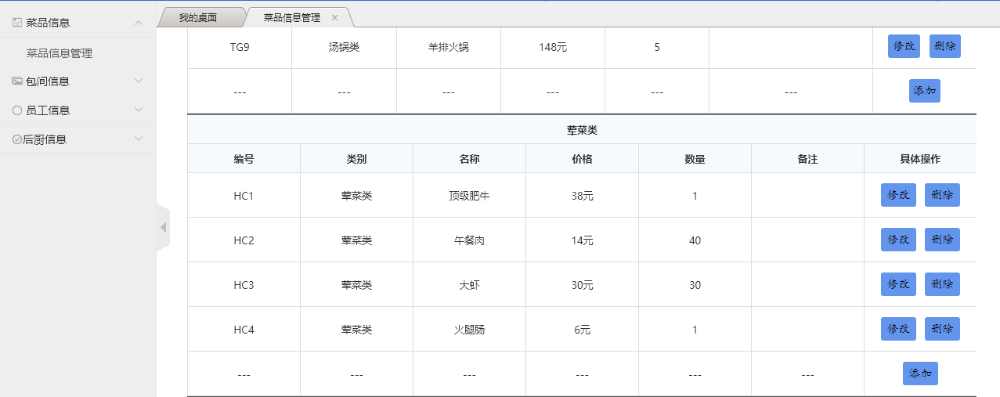 我的桌面 菜品信息管理
菜品信息
菜品信息管理
包间信息
员工信息
后厨信息
TG9 汤锅类 羊排火锅 148元 5 修改 删除
--- --- --- --- --- --- 添加
荤菜类
编号 类别 名称 价格 数量 备注 具体操作
HC1 荤菜类 顶级肥牛 38元 1 修改 删除
HC2 荤菜类 午餐肉 14元 40 修改 删除
HC3 荤菜类 大虾 30元 30 修改 删除
HC4 荤菜类 火腿肠 6元 1 修改 删除
--- --- --- --- --- --- 添加